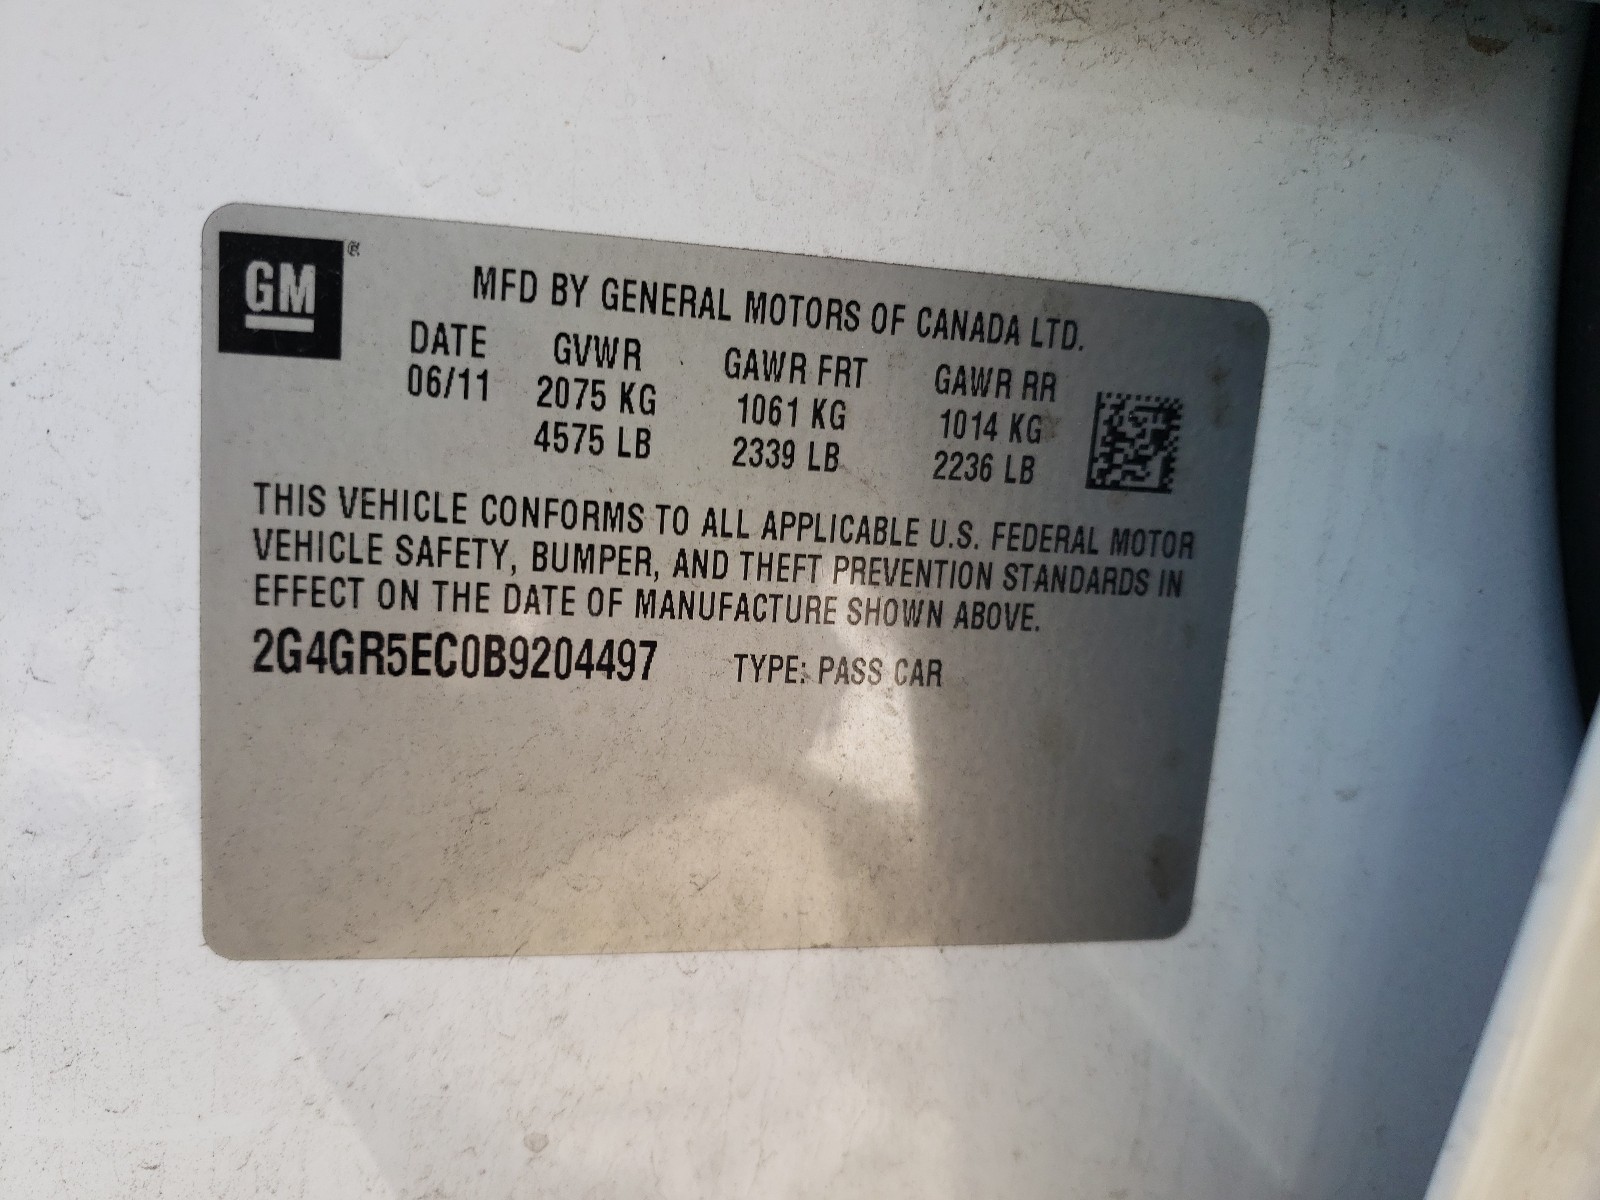 GM ®
MFD BY GENERAL MOTORS OF CANADA LTD.
DATE GVWR GAWR FRT GAWR RR
06/11 2075 KG 1061 KG 1014 KG
4575 LB 2339 LB 2236 LB
THIS VEHICLE CONFORMS TO ALL APPLICABLE U.S. FEDERAL MOTOR
VEHICLE SAFETY, BUMPER, AND THEFT PREVENTION STANDARDS IN
EFFECT ON THE DATE OF MANUFACTURE SHOWN ABOVE.
2G4GR5EC0B9204497 TYPE: PASS CAR